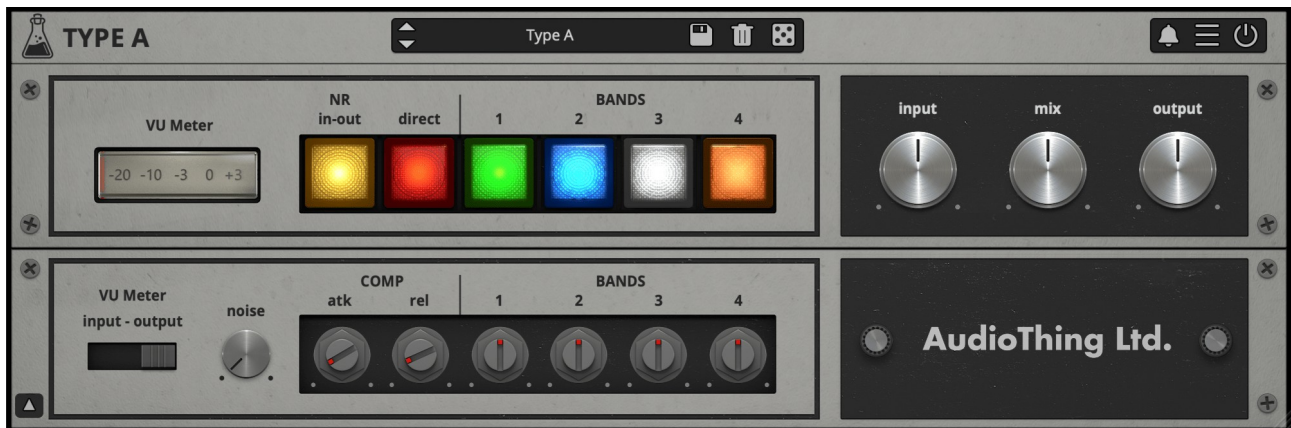 TYPE A
Type A
VU Meter
-20 -10 -3 0 +3
NR
in-out
direct
BANDS
1 2 3 4
input mix output
VU Meter
input - output
noise
COMP
atk rel
BANDS
1 2 3 4
AudioThing Ltd.